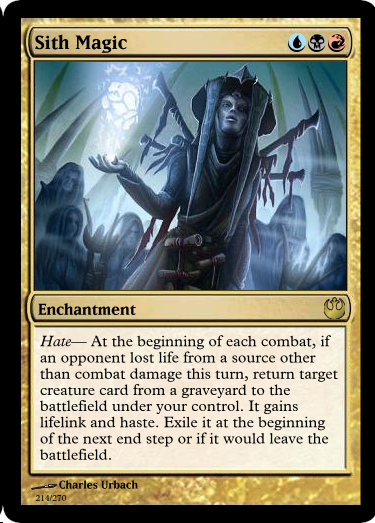 Sith Magic
Enchantment
Hate— At the beginning of each combat, if
an opponent lost life from a source other
than combat damage this turn, return target
creature card from a graveyard to the
battlefield under your control. It gains
lifelink and haste. Exile it at the beginning
of the next end step or if it would leave the
battlefield.
Charles Urbach
214/270